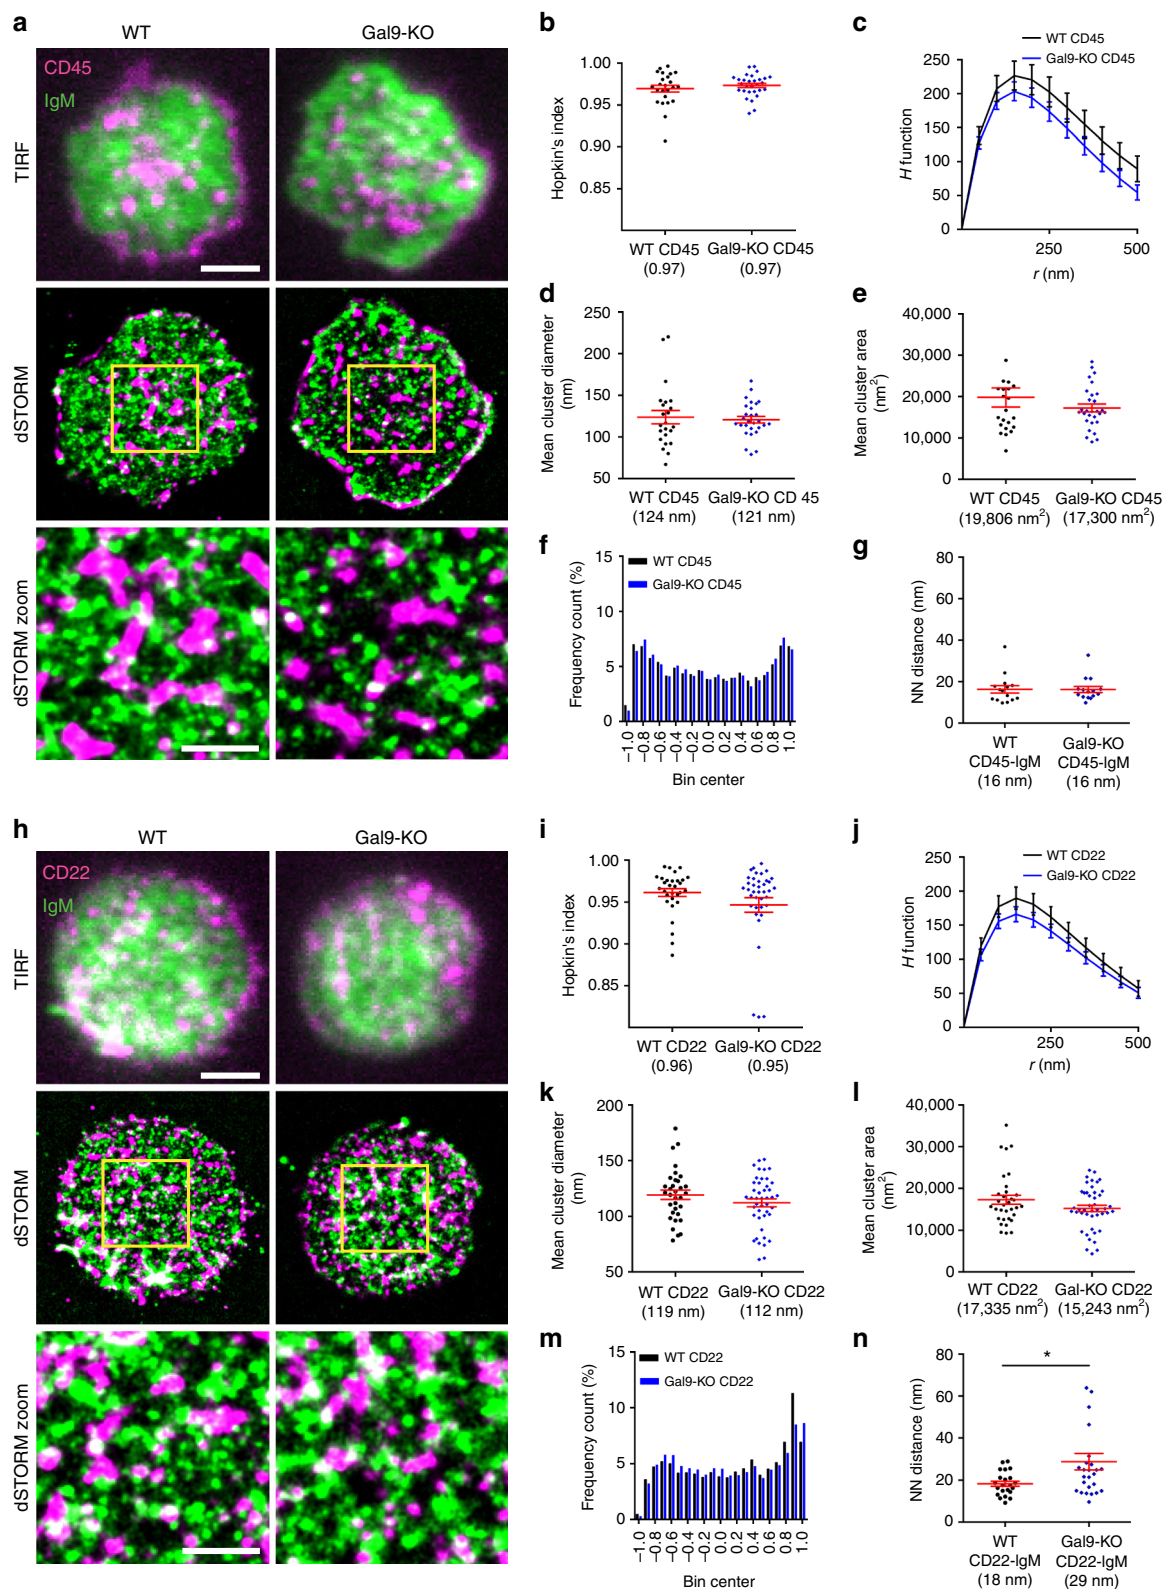 a
WT
Gal9-KO
CD45
IgM
TIRF
dSTORM
dSTORM zoom
b
Hopkin's index
1.00
0.95
0.90
0.85
WT CD45
(0.97)
Gal9-KO CD45
(0.97)
c
WT CD45
Gal9-KO CD45
H function
250
200
150
100
50
0
250
500
r (nm)
d
Mean cluster diameter
(nm)
250
200
150
100
50
WT CD45
(124 nm)
Gal9-KO CD 45
(121 nm)
e
Mean cluster area
(nm²)
40,000
30,000
20,000
10,000
0
WT CD45
(19,806 nm²)
Gal9-KO CD45
(17,300 nm²)
f
WT CD45
Gal9-KO CD45
Frequency count (%)
15
10
5
0
−1.0
−0.8
−0.6
−0.4
−0.2
0.0
0.2
0.4
0.6
0.8
1.0
Bin center
g
NN distance (nm)
80
60
40
20
0
WT
CD45-IgM
(16 nm)
Gal9-KO
CD45-IgM
(16 nm)
h
WT
Gal9-KO
CD22
IgM
TIRF
dSTORM
dSTORM zoom
i
Hopkin's index
1.00
0.95
0.90
0.85
WT CD22
(0.96)
Gal9-KO CD22
(0.95)
j
WT CD22
Gal9-KO CD22
H function
250
200
150
100
50
0
250
500
r (nm)
k
Mean cluster diameter
(nm)
200
150
100
50
WT CD22
(119 nm)
Gal9-KO CD22
(112 nm)
l
Mean cluster area
(nm²)
40,000
30,000
20,000
10,000
0
WT CD22
(17,335 nm²)
Gal-KO CD22
(15,243 nm²)
m
WT CD22
Gal9-KO CD22
Frequency count (%)
15
10
5
0
−1.0
−0.8
−0.6
−0.4
−0.2
0.0
0.2
0.4
0.6
0.8
1.0
Bin center
n
*
NN distance (nm)
80
60
40
20
0
WT
CD22-IgM
(18 nm)
Gal9-KO
CD22-IgM
(29 nm)